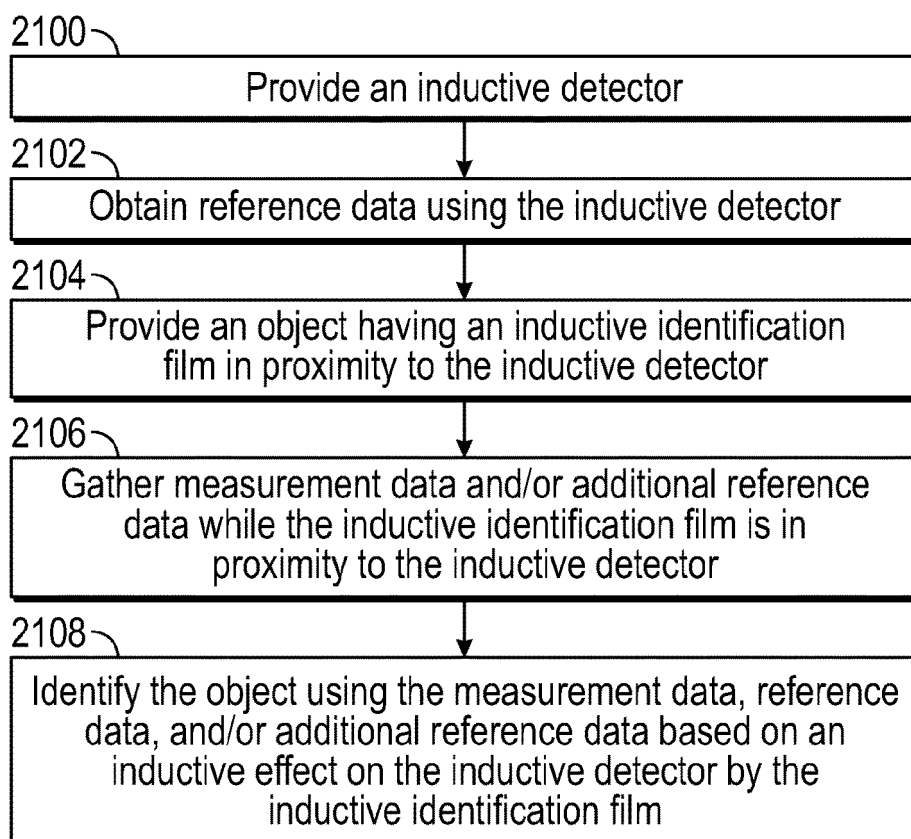 2100
Provide an inductive detector
2102
Obtain reference data using the inductive detector
2104
Provide an object having an inductive identification
film in proximity to the inductive detector
2106
Gather measurement data and/or additional reference
data while the inductive identification film is in
proximity to the inductive detector
2108
Identify the object using the measurement data, reference
data, and/or additional reference data based on an
inductive effect on the inductive detector by the
inductive identification film